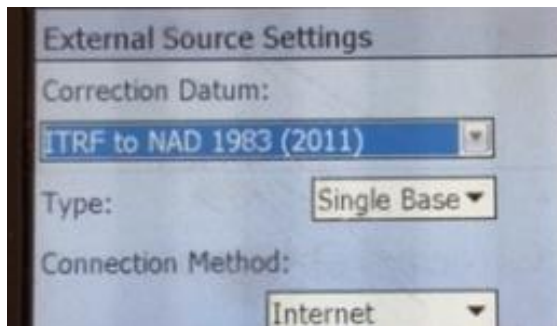 External Source Settings
Correction Datum:
ITRF to NAD 1983 (2011)
Type: Single Base
Connection Method:
Internet